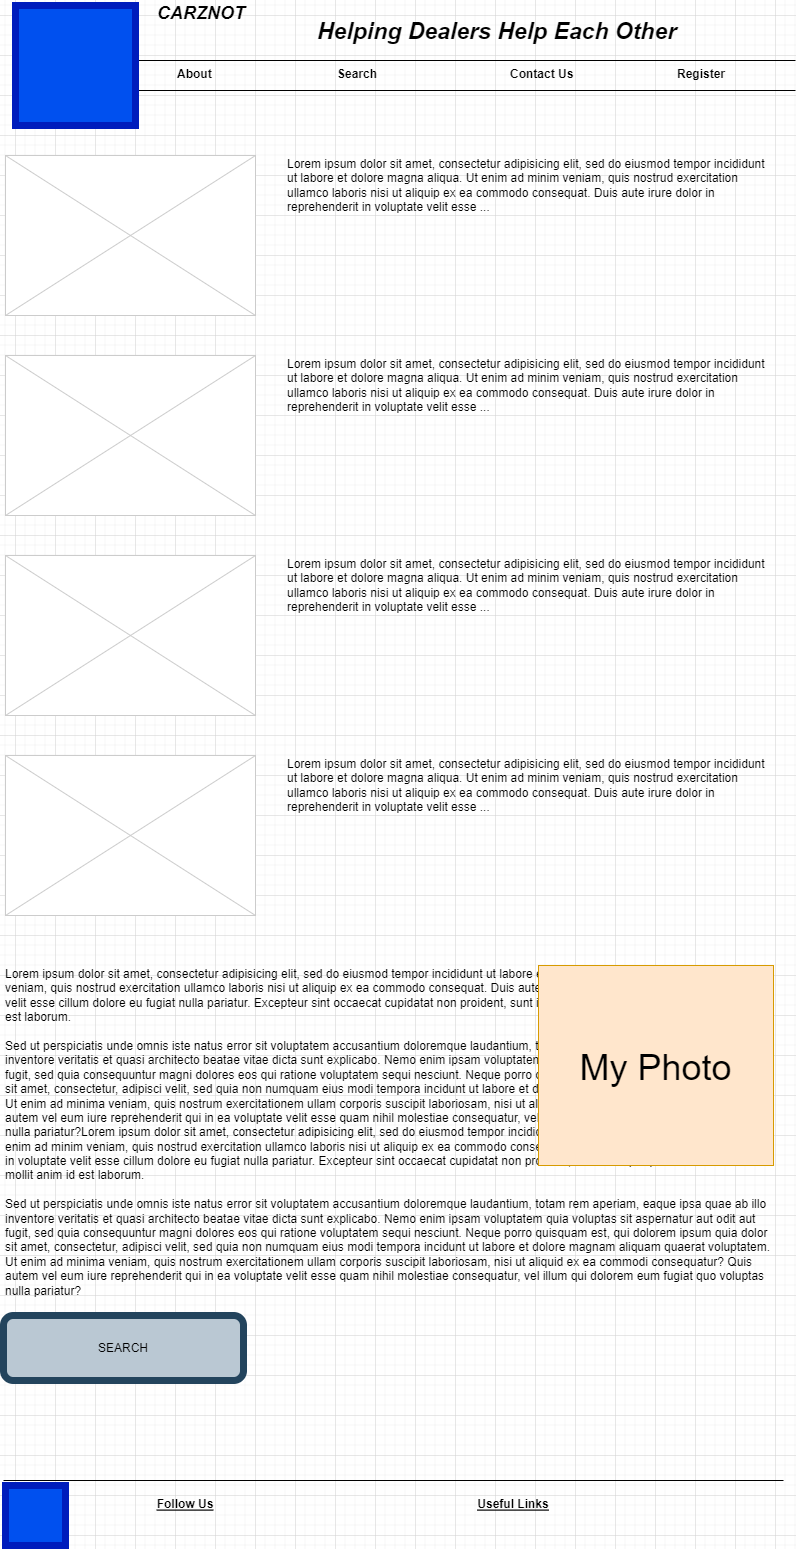 CARZNOT
Helping Dealers Help Each Other
About Search Contact Us Register
Lorem ipsum dolor sit amet, consectetur adipisicing elit, sed do eiusmod tempor incididunt
ut labore et dolore magna aliqua. Ut enim ad minim veniam, quis nostrud exercitation
ullamco laboris nisi ut aliquip ex ea commodo consequat. Duis aute irure dolor in
reprehenderit in voluptate velit esse ...
Lorem ipsum dolor sit amet, consectetur adipisicing elit, sed do eiusmod tempor incididunt
ut labore et dolore magna aliqua. Ut enim ad minim veniam, quis nostrud exercitation
ullamco laboris nisi ut aliquip ex ea commodo consequat. Duis aute irure dolor in
reprehenderit in voluptate velit esse ...
Lorem ipsum dolor sit amet, consectetur adipisicing elit, sed do eiusmod tempor incididunt
ut labore et dolore magna aliqua. Ut enim ad minim veniam, quis nostrud exercitation
ullamco laboris nisi ut aliquip ex ea commodo consequat. Duis aute irure dolor in
reprehenderit in voluptate velit esse ...
Lorem ipsum dolor sit amet, consectetur adipisicing elit, sed do eiusmod tempor incididunt
ut labore et dolore magna aliqua. Ut enim ad minim veniam, quis nostrud exercitation
ullamco laboris nisi ut aliquip ex ea commodo consequat. Duis aute irure dolor in
reprehenderit in voluptate velit esse ...
Lorem ipsum dolor sit amet, consectetur adipisicing elit, sed do eiusmod tempor incididunt ut labore
veniam, quis nostrud exercitation ullamco laboris nisi ut aliquip ex ea commodo consequat. Duis aute
velit esse cillum dolore eu fugiat nulla pariatur. Excepteur sint occaecat cupidatat non proident, sunt
est laborum.
Sed ut perspiciatis unde omnis iste natus error sit voluptatem accusantium doloremque laudantium,
inventore veritatis et quasi architecto beatae vitae dicta sunt explicabo. Nemo enim ipsam voluptatem
fugit, sed quia consequuntur magni dolores eos qui ratione voluptatem sequi nesciunt. Neque porro
sit amet, consectetur, adipisci velit, sed quia non numquam eius modi tempora incidunt ut labore et
Ut enim ad minima veniam, quis nostrum exercitationem ullam corporis suscipit laboriosam, nisi ut
autem vel eum iure reprehenderit qui in ea voluptate velit esse quam nihil molestiae consequatur, vel
nulla pariatur?Lorem ipsum dolor sit amet, consectetur adipisicing elit, sed do eiusmod tempor
enim ad minim veniam, quis nostrud exercitation ullamco laboris nisi ut aliquip ex ea commodo
in voluptate velit esse cillum dolore eu fugiat nulla pariatur. Excepteur sint occaecat cupidatat non
mollit anim id est laborum.
My Photo
Sed ut perspiciatis unde omnis iste natus error sit voluptatem accusantium doloremque laudantium, totam rem aperiam, eaque ipsa quae ab illo
inventore veritatis et quasi architecto beatae vitae dicta sunt explicabo. Nemo enim ipsam voluptatem quia voluptas sit aspernatur aut odit aut
fugit, sed quia consequuntur magni dolores eos qui ratione voluptatem sequi nesciunt. Neque porro quisquam est, qui dolorem ipsum quia dolor
sit amet, consectetur, adipisci velit, sed quia non numquam eius modi tempora incidunt ut labore et dolore magnam aliquam quaerat voluptatem.
Ut enim ad minima veniam, quis nostrum exercitationem ullam corporis suscipit laboriosam, nisi ut aliquid ex ea commodi consequatur? Quis
autem vel eum iure reprehenderit qui in ea voluptate velit esse quam nihil molestiae consequatur, vel illum qui dolorem eum fugiat quo voluptas
nulla pariatur?
SEARCH
Follow Us Useful Links